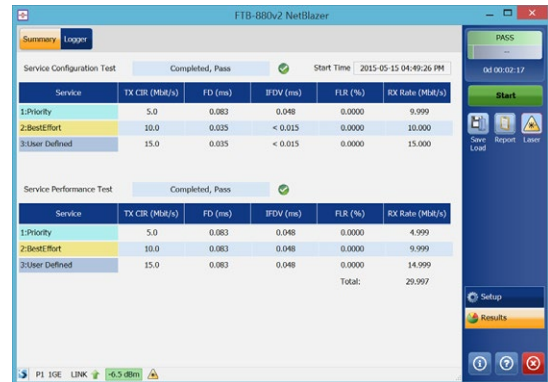 FTB-880v2 NetBlazer
Summary Logger
PASS
--
0d 00:02:17
Start
Save Load
Report
Laser
Service Configuration Test Completed, Pass Start Time 2015-05-15 04:49:26 PM
Service TX CIR (Mbit/s) FD (ms) IFDV (ms) FLR (%) RX Rate (Mbit/s)
1:Priority 5.0 0.083 0.048 0.0000 9.999
2:BestEffort 10.0 0.035 < 0.015 0.0000 10.000
3:User Defined 15.0 0.035 < 0.015 0.0000 15.000
Service Performance Test Completed, Pass
Service TX CIR (Mbit/s) FD (ms) IFDV (ms) FLR (%) RX Rate (Mbit/s)
1:Priority 5.0 0.083 0.048 0.0000 4.999
2:BestEffort 10.0 0.083 0.048 0.0000 9.999
3:User Defined 15.0 0.083 0.048 0.0000 14.999
Total: 29.997
Setup
Results
P1 1GE LINK -6.5 dBm